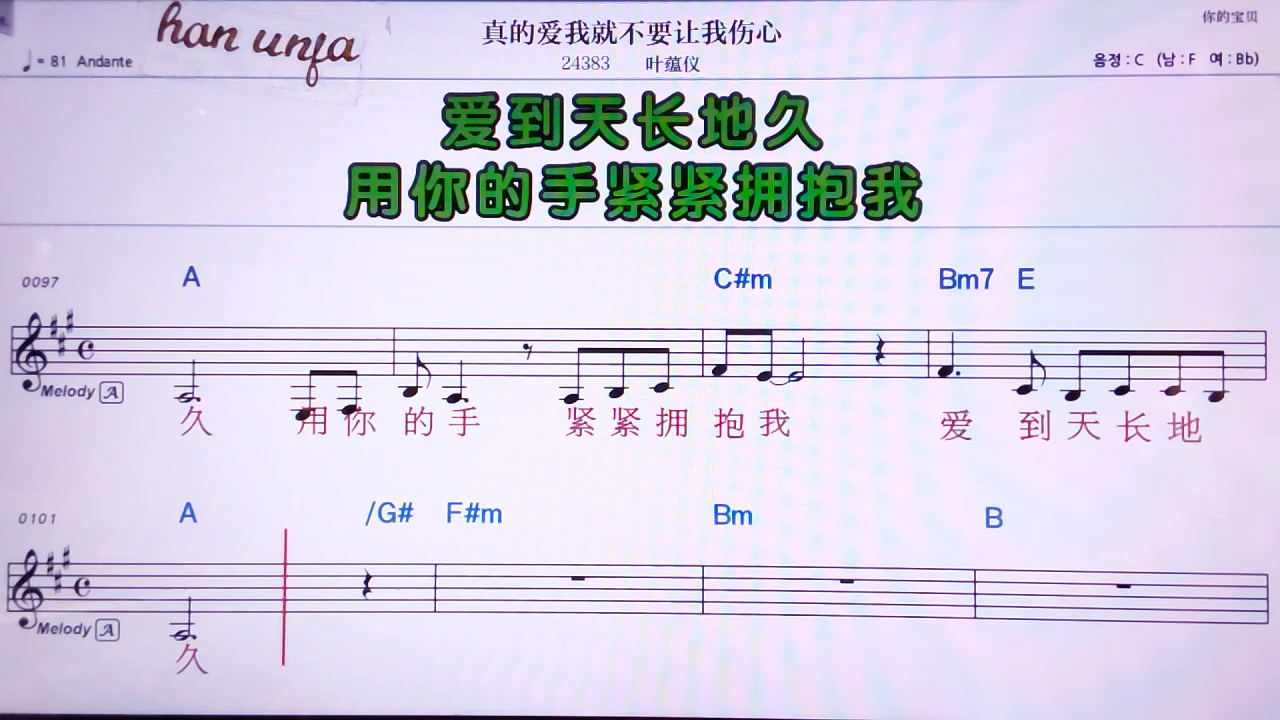 han unfa
真的爱我就不要让我伤心
你的宝贝
♩= 81 Andante
24383 叶蕴仪
음정 : C (남 : F 여 : Bb)
爱到天长地久
用你的手紧紧拥抱我
0097 A C#m Bm7 E
Melody A
久 用 你 的 手 紧 紧 拥 抱 我 爱 到 天 长 地
0101 A /G# F#m Bm B
Melody A
久